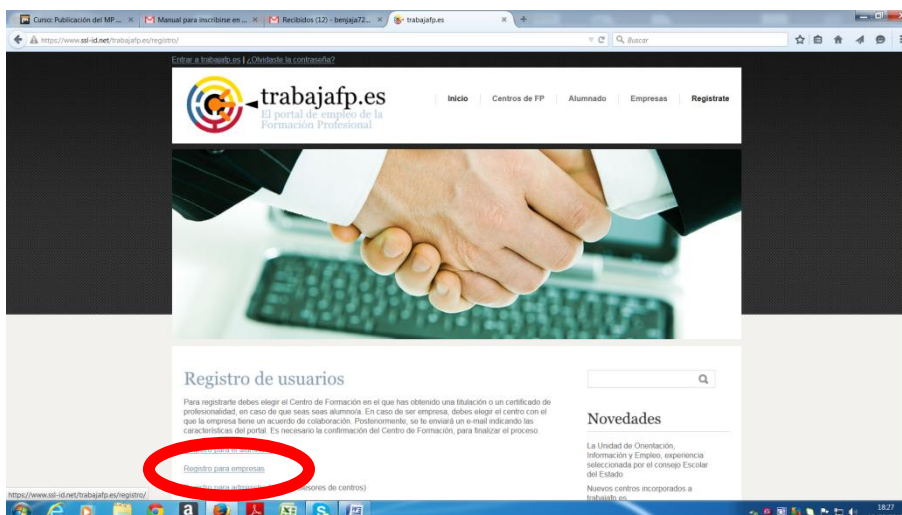 Curso: Publicación del MP ...
Manual para inscribirse en ...
Recibidos (12) - benjaja72...
trabajafp.es
https://www.ssl-id.net/trabajafp.es/registro/
Buscar
Entrar a trabajafp.es | ¿Olvidaste la contraseña?
trabajafp.es
El portal de empleo de la
Formación Profesional
Inicio
Centros de FP
Alumnado
Empresas
Regístrate
Registro de usuarios
Para registrarte debes elegir el Centro de Formación en el que has obtenido una titulación o un certificado de
profesionalidad, en caso de que seas seas alumno/a. En caso de ser empresa, debes elegir el centro con el
que la empresa tiene un acuerdo de colaboración. Posteriormente, se te enviará un e-mail indicando las
características del portal. Es necesario la confirmación del Centro de Formación, para finalizar el proceso.
Registro para empresas
Novedades
La Unidad de Orientación,
Información y Empleo, experiencia
seleccionada por el consejo Escolar
del Estado
Nuevos centros incorporados a
trabajafp.es
https://www.ssl-id.net/trabajafp.es/registro/
18:27